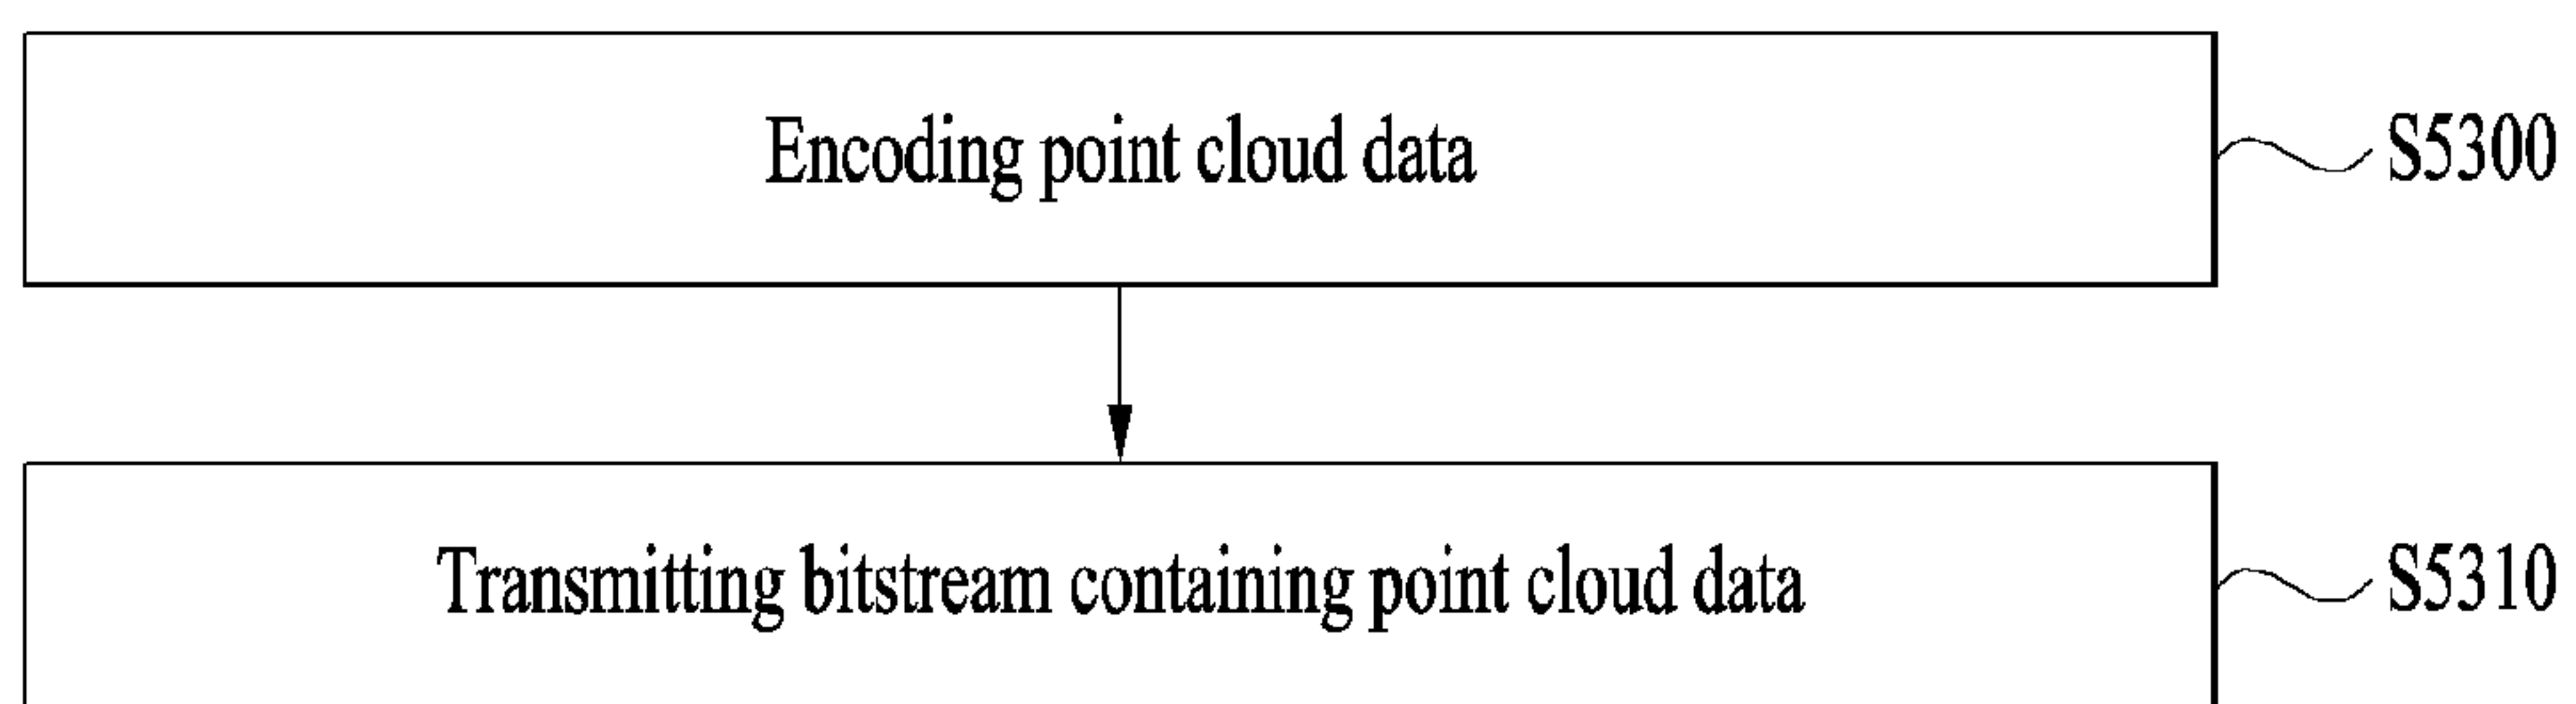 Encoding point cloud data
S5300
Transmitting bitstream containing point cloud data
S5310